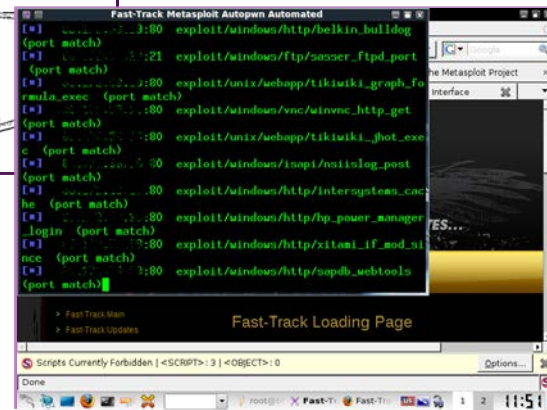 Fast-Track Metasploit Autopwn Automated
[*] :80 exploit/windows/http/belkin_bulldog
(port match)
[*] :21 exploit/windows/ftp/sasser_ftpd_port
(port match)
[*] exploit/unix/webapp/tikiwiki_graph_fo
rmula_exec (port match)
[*] exploit/windows/vnc/winvnc_http_get
(port match)
[*] :80 exploit/unix/webapp/tikiwiki_jhot_exe
c (port match)
[*] exploit/windows/isapi/nsiislog_post
(port match)
[*] :80 exploit/windows/http/intersystems_cac
he (port match)
[*] :80 exploit/windows/http/hp_power_manager
_login (port match)
[*] :80 exploit/windows/http/xitami_if_mod_si
nce (port match)
[*] :80 exploit/windows/http/sapdb_webtools
(port match)
Google
he Metasploit Project
Interface
ES...
> Fast-Track Main
> Fast-Track Updates
Fast-Track Loading Page
Scripts Currently Forbidden | <SCRIPT>: 3 | <OBJECT>: 0
Options...
Done
Fast-T
Fast-Tr
1 2 11:51